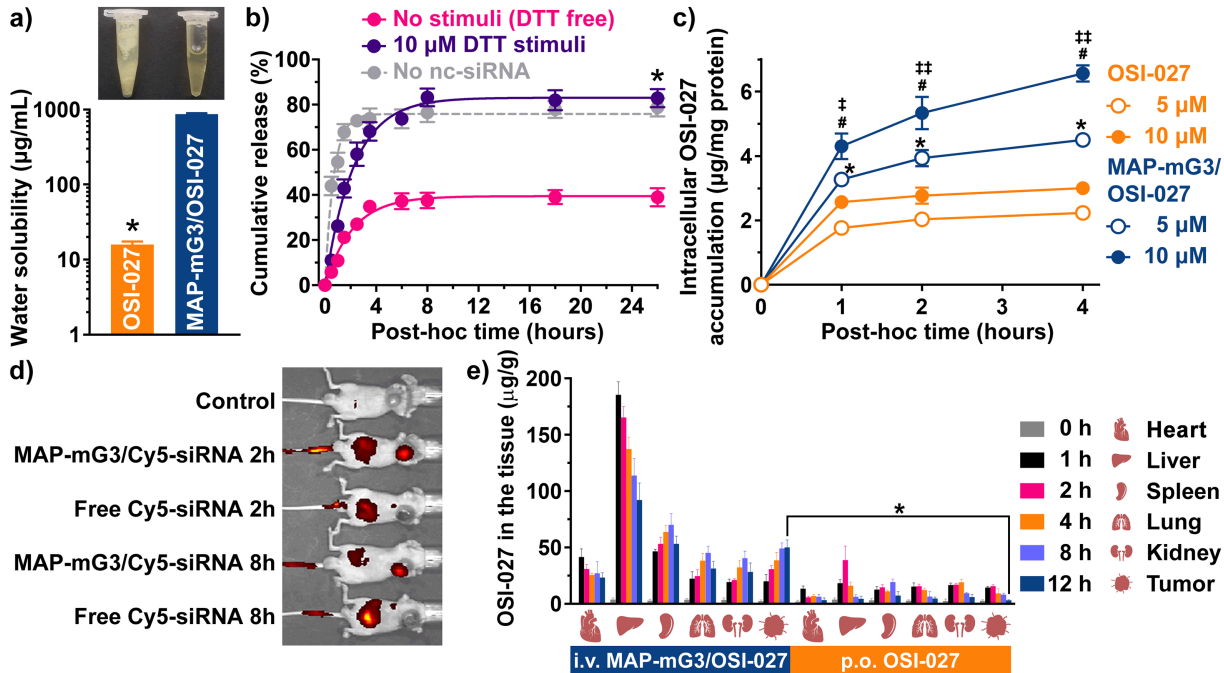 a)
Water solubility (µg/mL)
1000
100
10
1
*
OSI-027
MAP-mG3/OSI-027
b)
No stimuli (DTT free)
10 µM DTT stimuli
No nc-siRNA
Cumulative release (%)
100
80
60
40
20
0
*
0 4 8 12 16 20 24
Post-hoc time (hours)
c)
Intracellular OSI-027
accumulation (µg/mg protein)
6
4
2
0
‡
#
*
‡‡
#
*
‡‡
#
*
0 1 2 3 4
Post-hoc time (hours)
OSI-027
5 µM
10 µM
MAP-mG3/
OSI-027
5 µM
10 µM
d)
Control
MAP-mG3/Cy5-siRNA 2h
Free Cy5-siRNA 2h
MAP-mG3/Cy5-siRNA 8h
Free Cy5-siRNA 8h
e)
OSI-027 in the tissue (µg/g)
200
150
100
50
0
*
i.v. MAP-mG3/OSI-027
p.o. OSI-027
0 h Heart
1 h Liver
2 h Spleen
4 h Lung
8 h Kidney
12 h Tumor